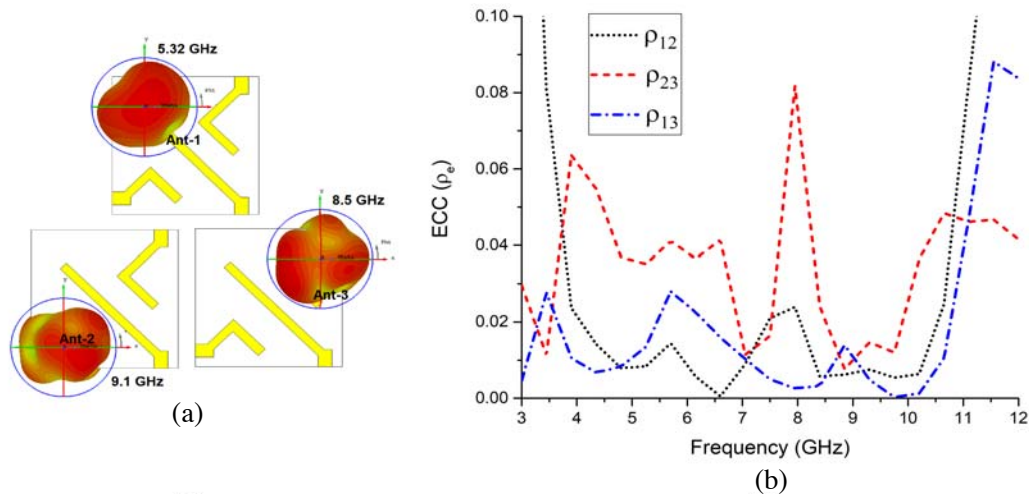 5.32 GHz
Ant-1
8.5 GHz
Ant-3
Ant-2
9.1 GHz
(a)
0.10
0.08
0.06
0.04
0.02
0.00
ECC (ρe)
ρ12
ρ23
ρ13
3 4 5 6 7 8 9 10 11 12
Frequency (GHz)
(b)